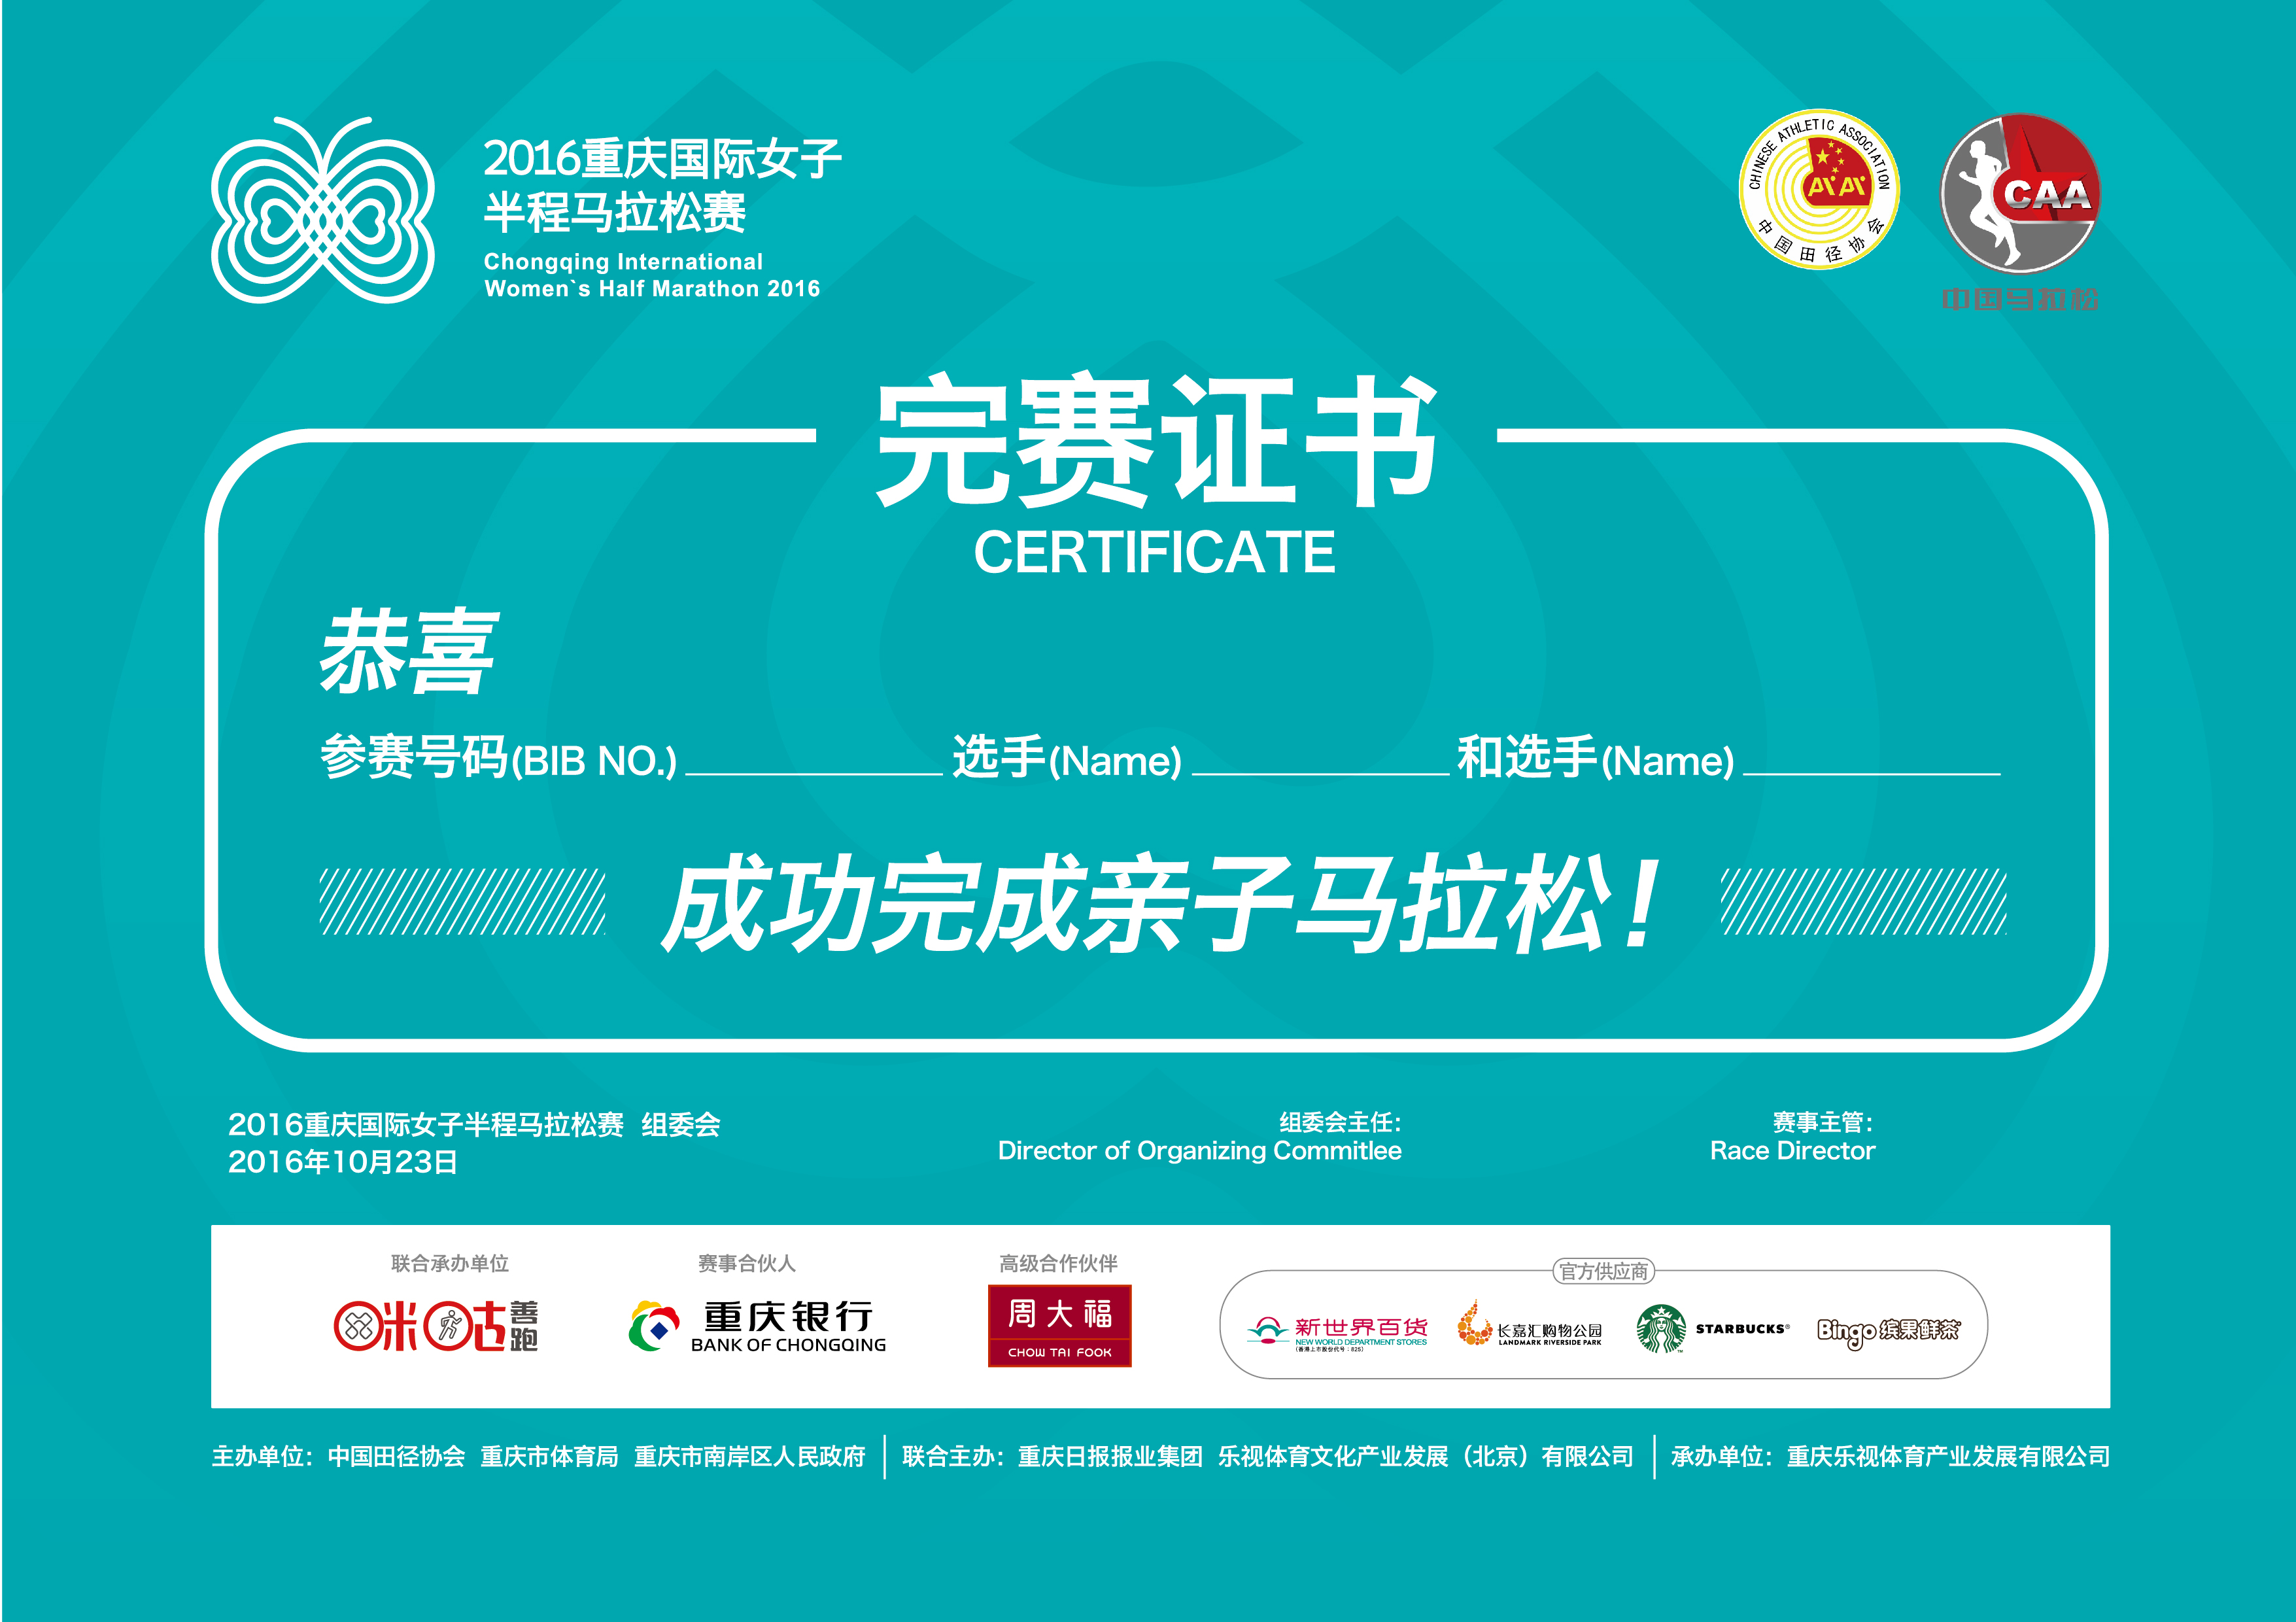 2016重庆国际女子
半程马拉松赛
Chongqing International
Women`s Half Marathon 2016
CHINESE ATHLETIC ASSOCIATION
中国田径协会
CAA
中国马拉松
完赛证书
CERTIFICATE
恭喜
参赛号码(BIB NO.) 选手(Name) 和选手(Name)
成功完成亲子马拉松！
2016重庆国际女子半程马拉松赛 组委会
2016年10月23日
组委会主任：
Director of Organizing Commitlee
赛事主管：
Race Director
联合承办单位
咪咕善跑
赛事合伙人
重庆银行
BANK OF CHONGQING
高级合作伙伴
周大福
CHOW TAI FOOK
官方供应商
新世界百货
NEW WORLD DEPARTMENT STORES
(香港上市股份代号：825)
长嘉汇购物公园
LANDMARK RIVERSIDE PARK
STARBUCKS®
Bingo 缤果鲜茶
主办单位：中国田径协会 重庆市体育局 重庆市南岸区人民政府 联合主办：重庆日报报业集团 乐视体育文化产业发展（北京）有限公司 承办单位：重庆乐视体育产业发展有限公司